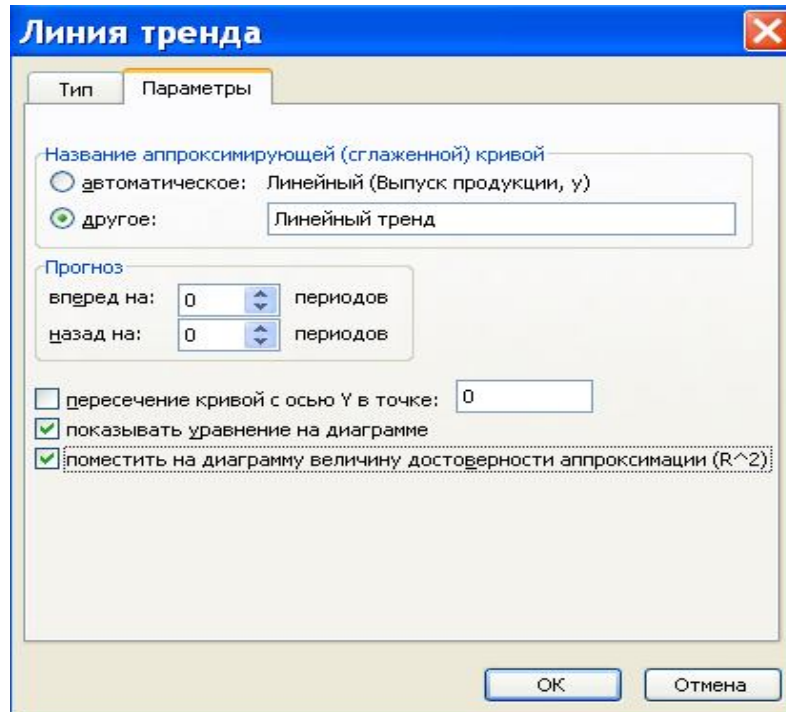 Линия тренда
Тип Параметры
Название аппроксимирующей (сглаженной) кривой
автоматическое: Линейный (Выпуск продукции, у)
другое: Линейный тренд
Прогноз
вперед на: 0 периодов
назад на: 0 периодов
пересечение кривой с осью Y в точке: 0
показывать уравнение на диаграмме
поместить на диаграмму величину достоверности аппроксимации (R^2)
ОК Отмена